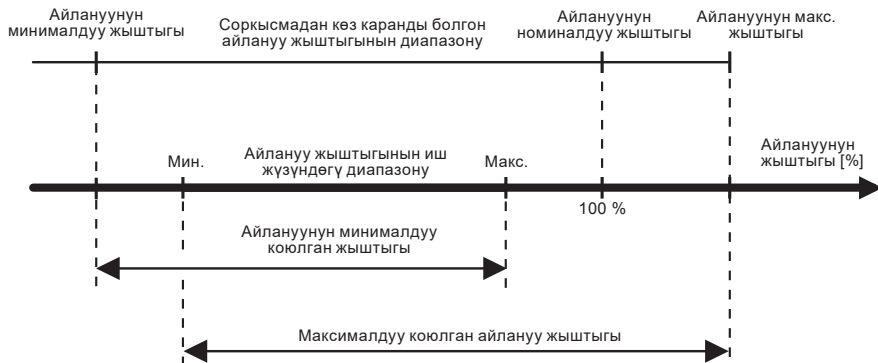 Айлануунун
минималдуу жыштыгы
Соркысмадан көз каранды болгон
айлануу жыштыгынын диапазону
Айлануунун
номиналдуу жыштыгы
Айлануунун макс.
жыштыгы
Мин.
Айлануу жыштыгынын иш
жүзүндөгү диапазону
Макс.
Айлануунун
жыштыгы [%]
100 %
Айлануунун минималдуу
коюлган жыштыгы
Максималдуу коюлган айлануу жыштыгы